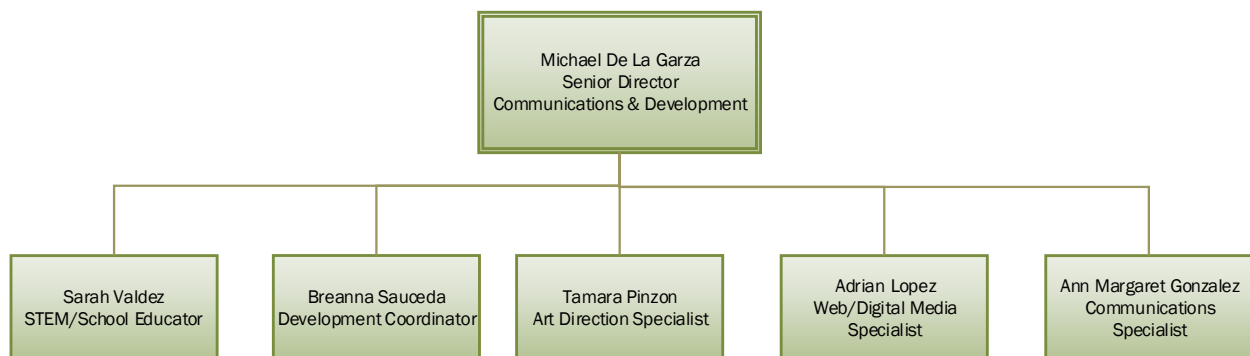 Michael De La Garza
Senior Director
Communications & Development
Sarah Valdez
STEM/School Educator
Breanna Sauceda
Development Coordinator
Tamara Pinzon
Art Direction Specialist
Adrian Lopez
Web/Digital Media
Specialist
Ann Margaret Gonzalez
Communications
Specialist